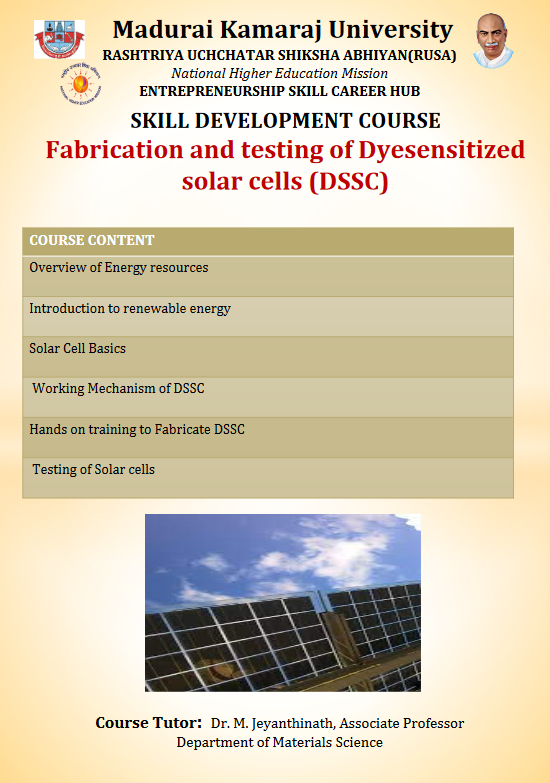 Madurai Kamaraj University
RASHTRIYA UCHCHATAR SHIKSHA ABHIYAN(RUSA)
National Higher Education Mission
ENTREPRENEURSHIP SKILL CAREER HUB
SKILL DEVELOPMENT COURSE
Fabrication and testing of Dyesensitized
solar cells (DSSC)
COURSE CONTENT
Overview of Energy resources
Introduction to renewable energy
Solar Cell Basics
Working Mechanism of DSSC
Hands on training to Fabricate DSSC
Testing of Solar cells
Course Tutor: Dr. M. Jeyanthinath, Associate Professor
Department of Materials Science